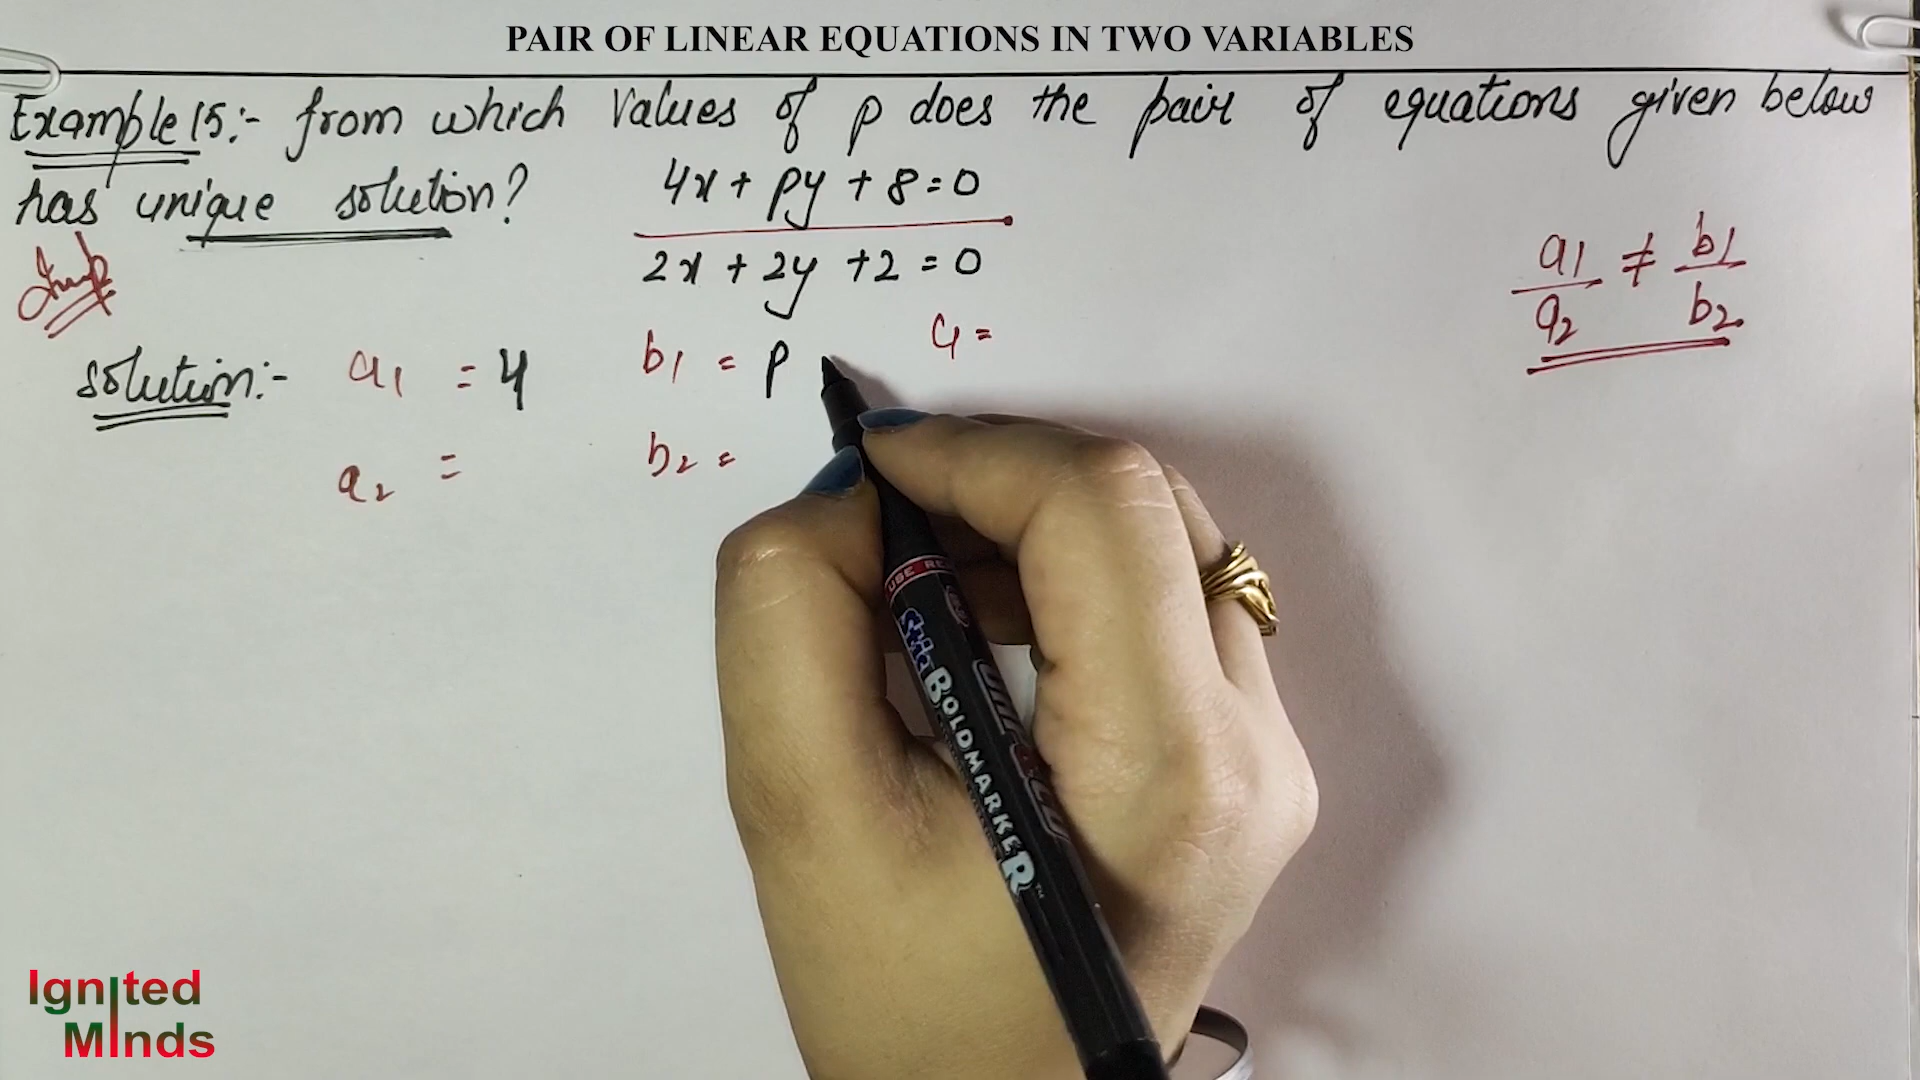 PAIR OF LINEAR EQUATIONS IN TWO VARIABLES
Example 15:- from which values of p does the pair of equations given below
has unique solution? 4x + py + 8 = 0
2x + 2y + 2 = 0
a1/a2 ≠ b1/b2
Imp
Solution:- a1 = 4 b1 = p c1 =
a2 = b2 =
USE RE
BOLDMARKER™
Ignited
Minds